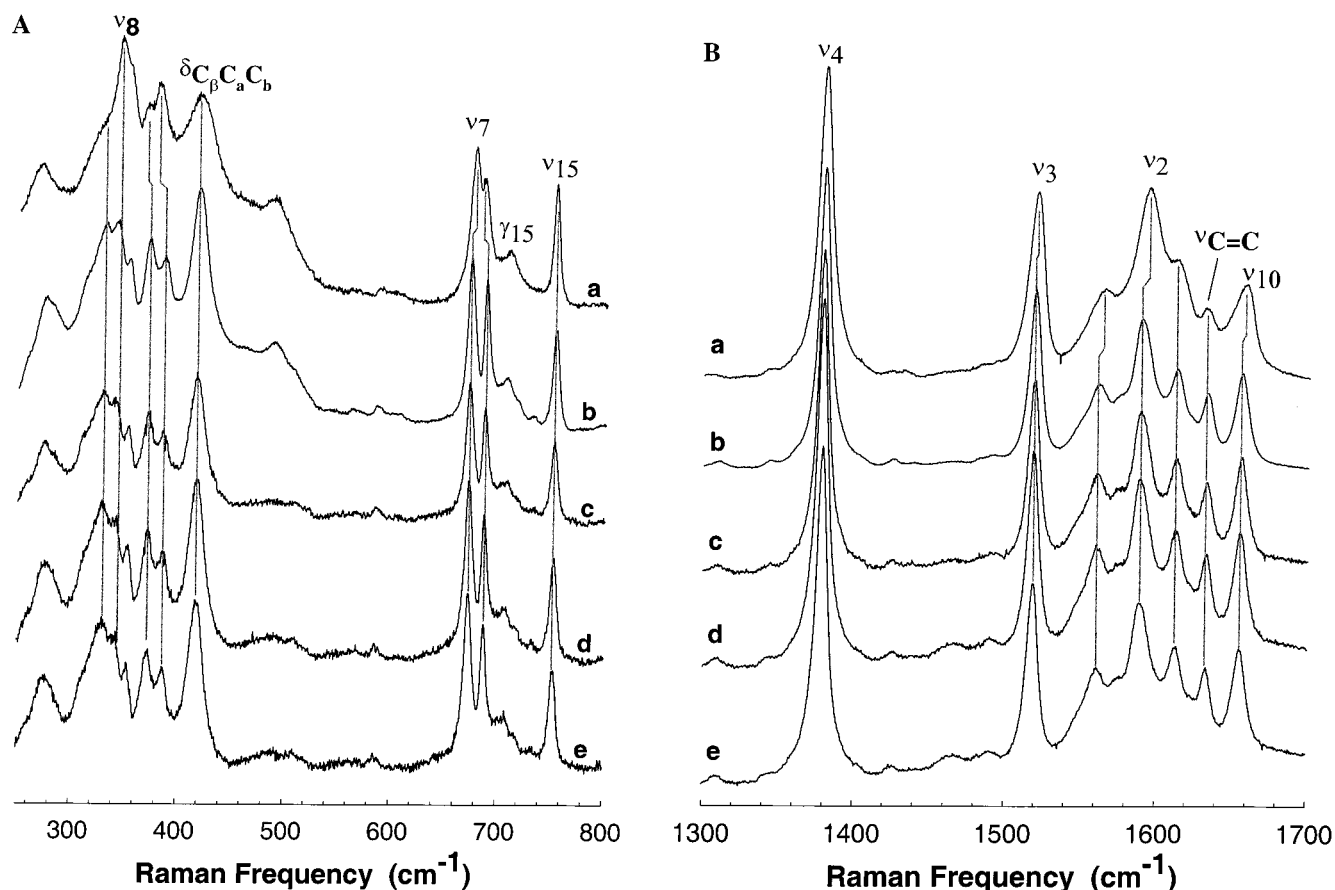 A
ν8
δCβCaCb
ν7
γ15
ν15
a
b
c
d
e
300 400 500 600 700 800
Raman Frequency (cm-1)
B
ν4
ν3
ν2
νC=C
ν10
a
b
c
d
e
1300 1400 1500 1600 1700
Raman Frequency (cm-1)